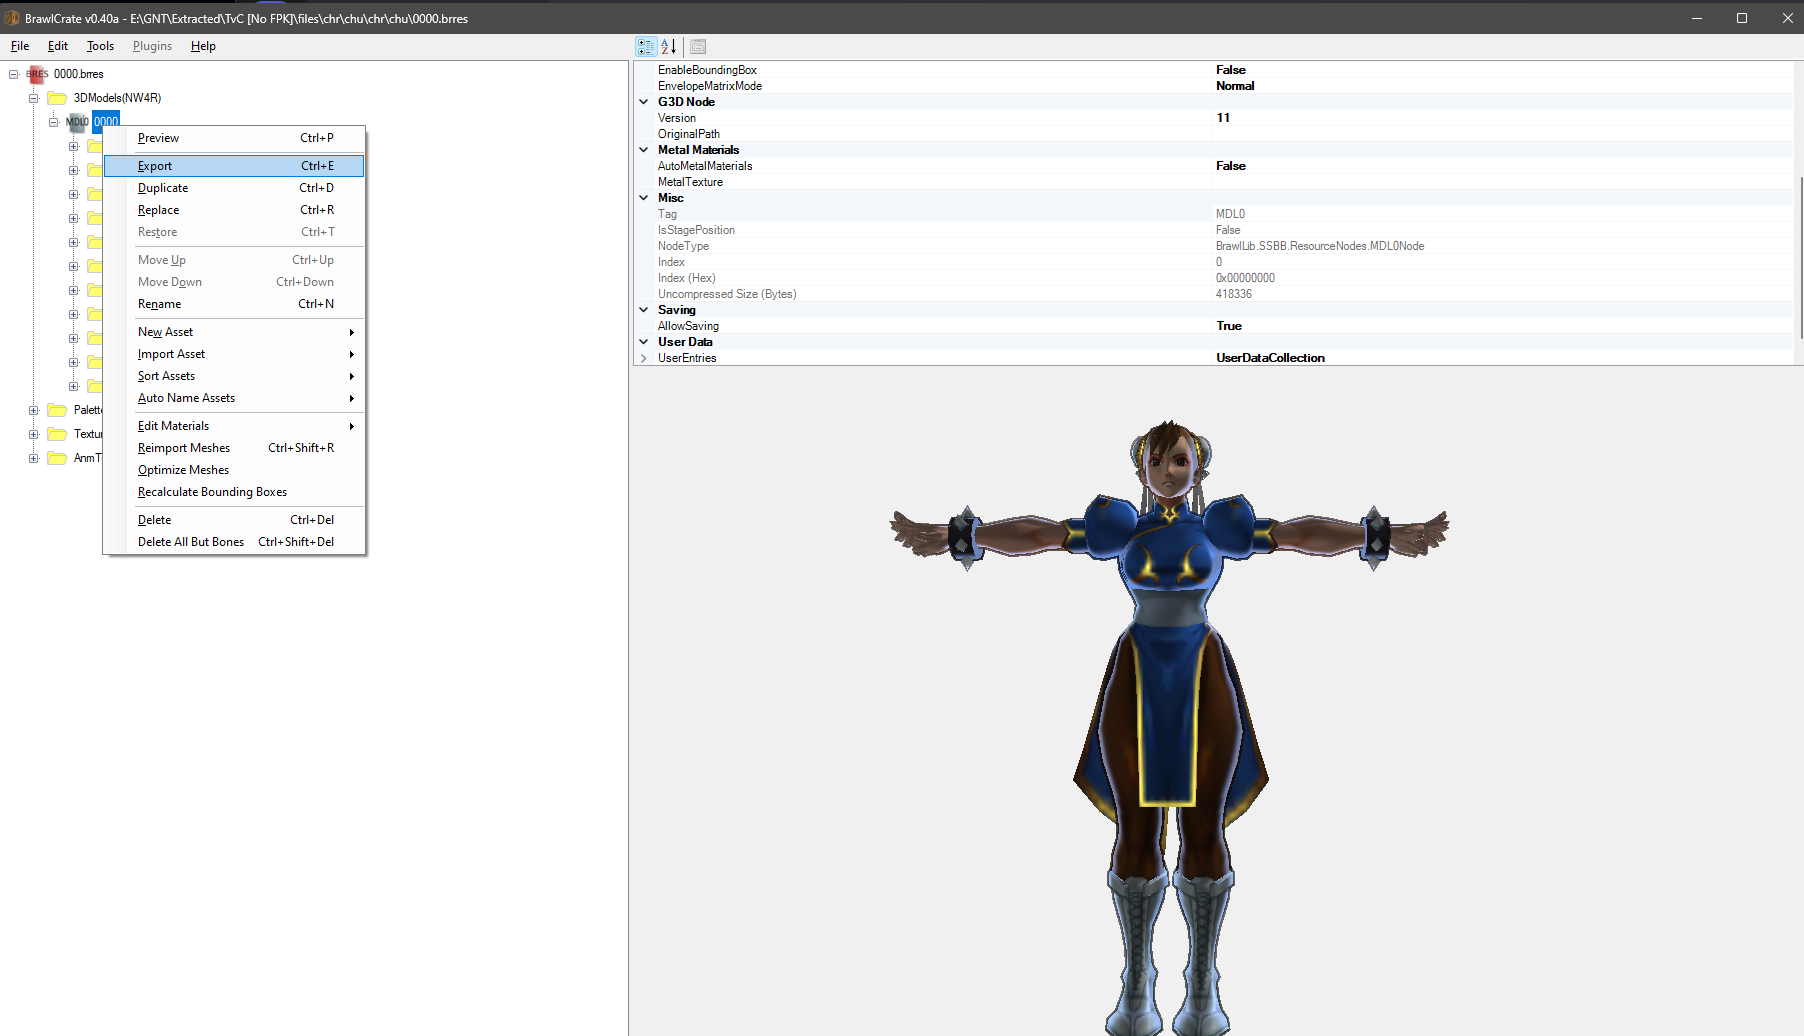 BrawlCrate v0.40a - E:\GNT\Extracted\TvC [No FPK]\files\chr\chu\chr\chu\0000.brres
File Edit Tools Plugins Help
BRES 0000.brres
3DModels(NW4R)
MDL0 0000
Palett
Textur
AnmT
Preview Ctrl+P
Export Ctrl+E
Duplicate Ctrl+D
Replace Ctrl+R
Restore Ctrl+T
Move Up Ctrl+Up
Move Down Ctrl+Down
Rename Ctrl+N
New Asset
Import Asset
Sort Assets
Auto Name Assets
Edit Materials
Reimport Meshes Ctrl+Shift+R
Optimize Meshes
Recalculate Bounding Boxes
Delete Ctrl+Del
Delete All But Bones Ctrl+Shift+Del
AZ
EnableBoundingBox False
EnvelopeMatrixMode Normal
G3D Node
Version 11
OriginalPath
Metal Materials
AutoMetalMaterials False
MetalTexture
Misc
Tag MDL0
IsStagePosition False
NodeType BrawlLib.SSBB.ResourceNodes.MDL0Node
Index 0
Index (Hex) 0x00000000
Uncompressed Size (Bytes) 418336
Saving
AllowSaving True
User Data
UserEntries UserDataCollection